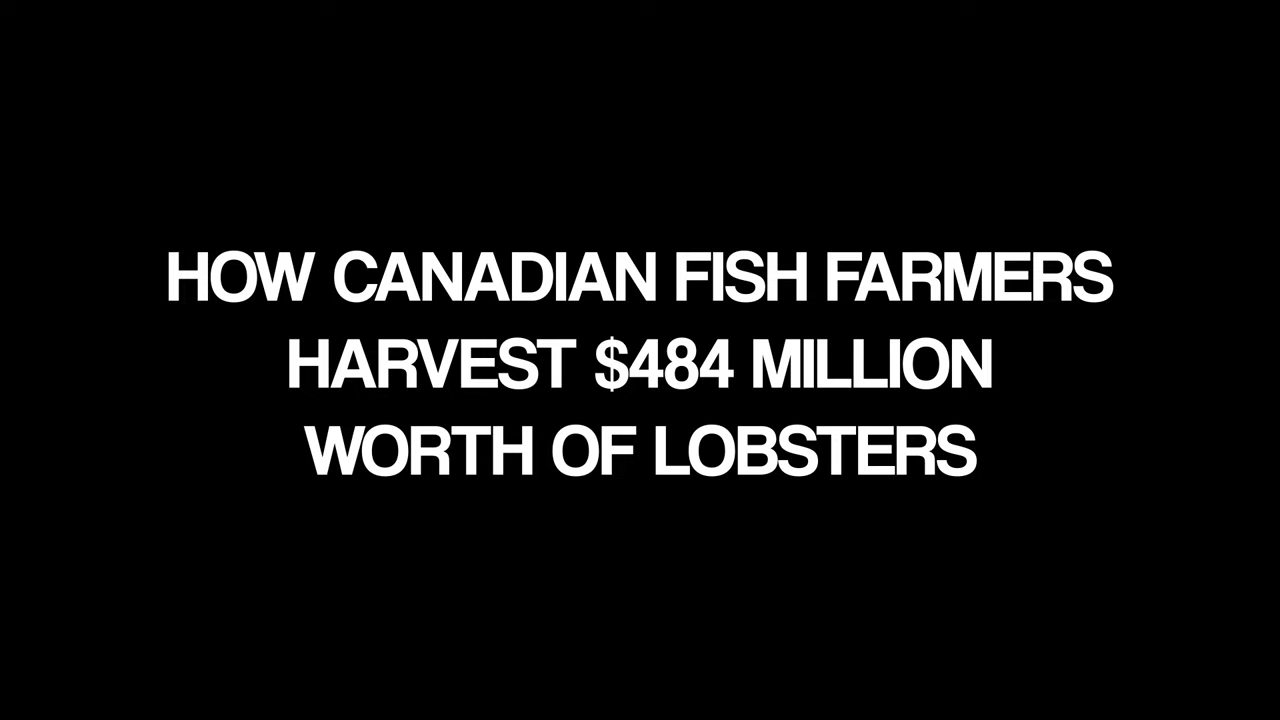 HOW CANADIAN FISH FARMERS
HARVEST $484 MILLION
WORTH OF LOBSTERS